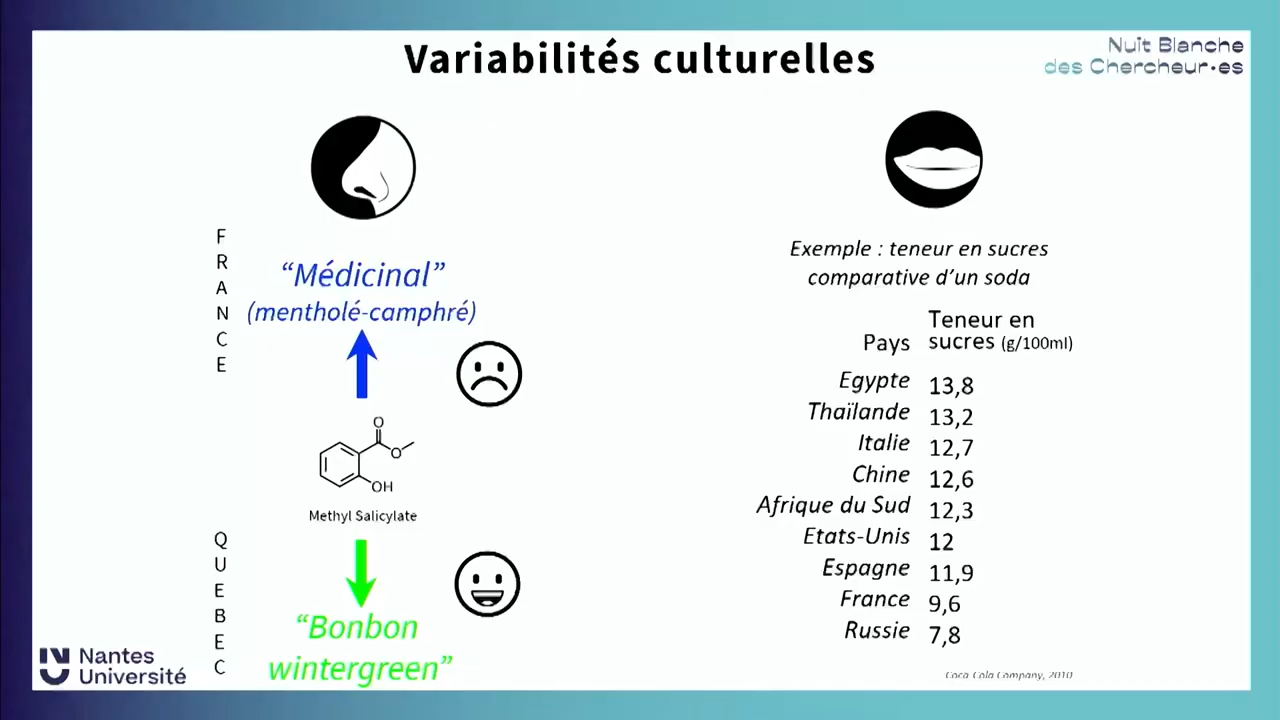 Variabilités culturelles
Nuit Blanche
des Chercheur•es
FRANCE
“Médicinal”
(mentholé-camphré)
O
O
OH
Methyl Salicylate
QUEBEC
“Bonbon
wintergreen”
Nantes
Université
Exemple : teneur en sucres
comparative d’un soda
Pays Teneur en sucres (g/100ml)
Egypte 13,8
Thaïlande 13,2
Italie 12,7
Chine 12,6
Afrique du Sud 12,3
Etats-Unis 12
Espagne 11,9
France 9,6
Russie 7,8
Coca Cola Company, 2010